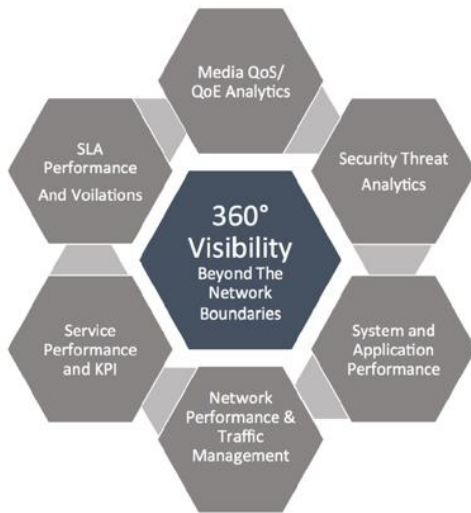 Media QoS/
QoE Analytics
Security Threat
Analytics
System and
Application
Performance
Network
Performance &
Traffic
Management
Service
Performance
and KPI
SLA
Performance
And Voilations
360°
Visibility
Beyond The
Network
Boundaries